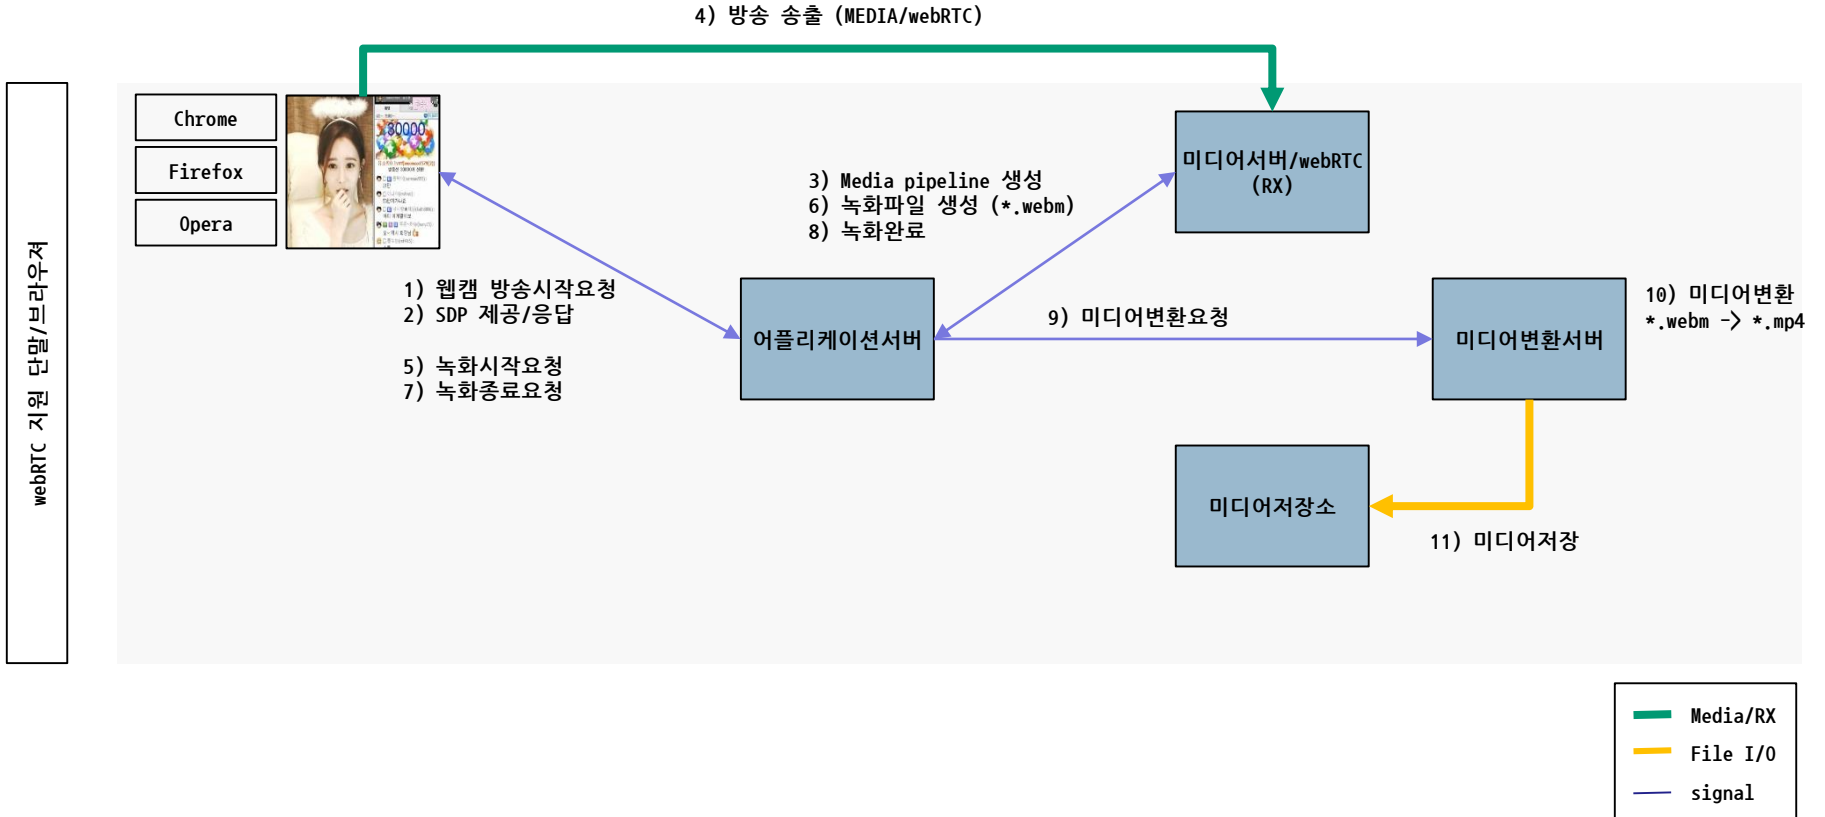 4) 방송 송출 (MEDIA/webRTC)
webRTC 지원 단말/브라우저
Chrome
Firefox
Opera
30000
1) 웹캠 방송시작요청
2) SDP 제공/응답
5) 녹화시작요청
7) 녹화종료요청
3) Media pipeline 생성
6) 녹화파일 생성 (*.webm)
8) 녹화완료
어플리케이션서버
미디어서버/webRTC
(RX)
9) 미디어변환요청
미디어변환서버
10) 미디어변환
*.webm -> *.mp4
미디어저장소
11) 미디어저장
Media/RX
File I/O
signal